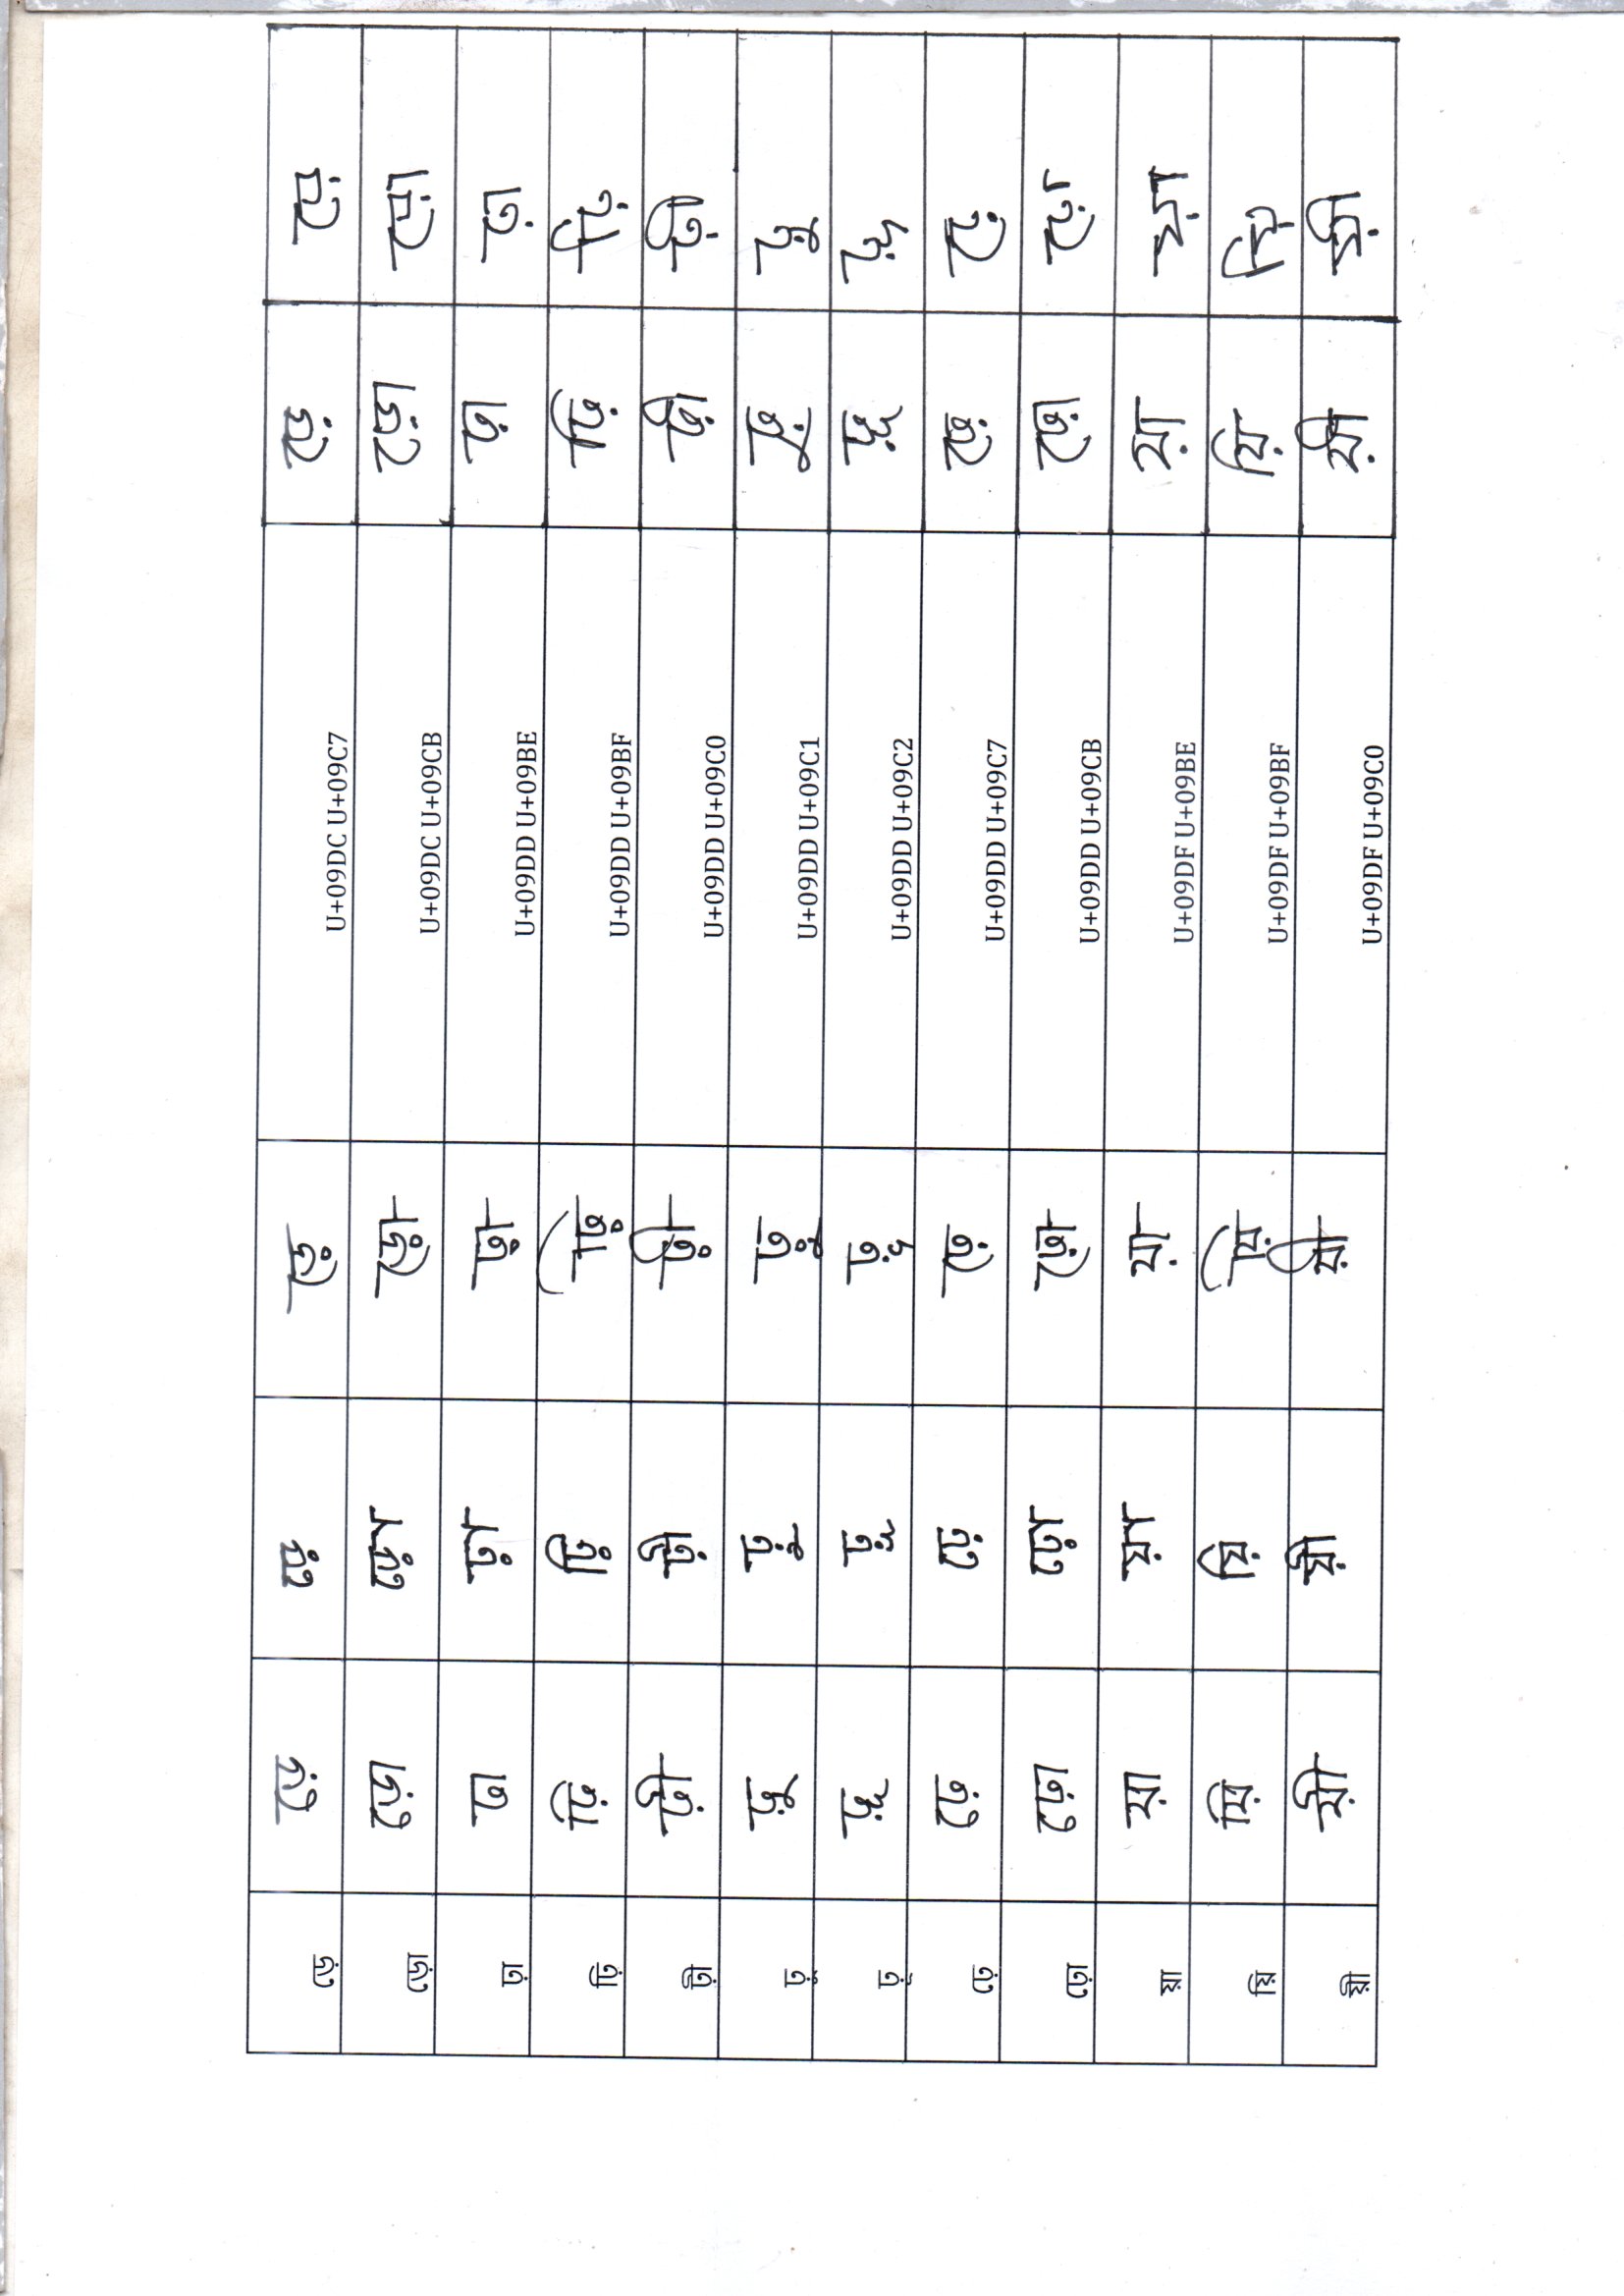 ড়ে ড়ে ড়ে ড়ে U+09DC U+09C7 ড়ে ড়ে
ড়ো ড়ো ড়ো ড়ো U+09DC U+09CB ড়ো ড়ো
ঢ়া ঢা ঢ়া ঢ়া U+09DD U+09BE ঢ়া ঢ়া
ঢ়ি ঢ়ি ঢ়ি ঢ়ি U+09DD U+09BF ঢ়ি ঢ়ি
ঢ়ী ঢ়ী ঢ়ী ঢ়ী U+09DD U+09C0 ঢ়ী ঢ়ী
ঢ়ু ঢ়ু ঢ়ু ঢ়ু U+09DD U+09C1 ঢ়ু ঢ়ু
ঢ়ূ ঢ়ূ ঢ়ূ ঢ়ূ U+09DD U+09C2 ঢ়ূ ঢ়ূ
ঢ়ে ঢ়ে ঢ়ে ঢ়ে U+09DD U+09C7 ঢ়ে ঢ়ে
ঢ়ো ঢ়ো ঢ়ো ঢ়ো U+09DD U+09CB ঢ়ো ঢ়ো
য়া য়া য়া য়া U+09DF U+09BE য়া য়া
য়ি য়ি য়ি য়ি U+09DF U+09BF য়ি য়ি
য়ী য়ী য়ী য়ী U+09DF U+09C0 য়ী য়ী